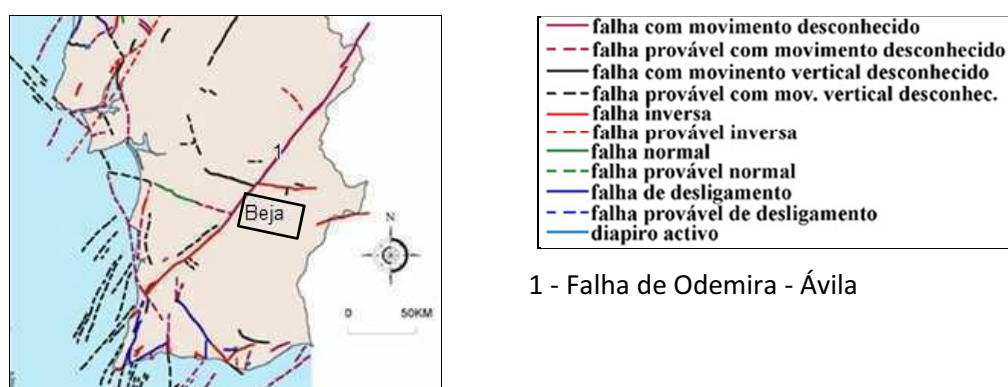 1
Beja
N
0 50KM
falha com movimento desconhecido
falha provável com movimento desconhecido
falha com movinento vertical desconhecido
falha provável com mov. vertical desconhec.
falha inversa
falha provável inversa
falha normal
falha provável normal
falha de desligamento
falha provável de desligamento
diapiro activo
1 - Falha de Odemira - Ávila